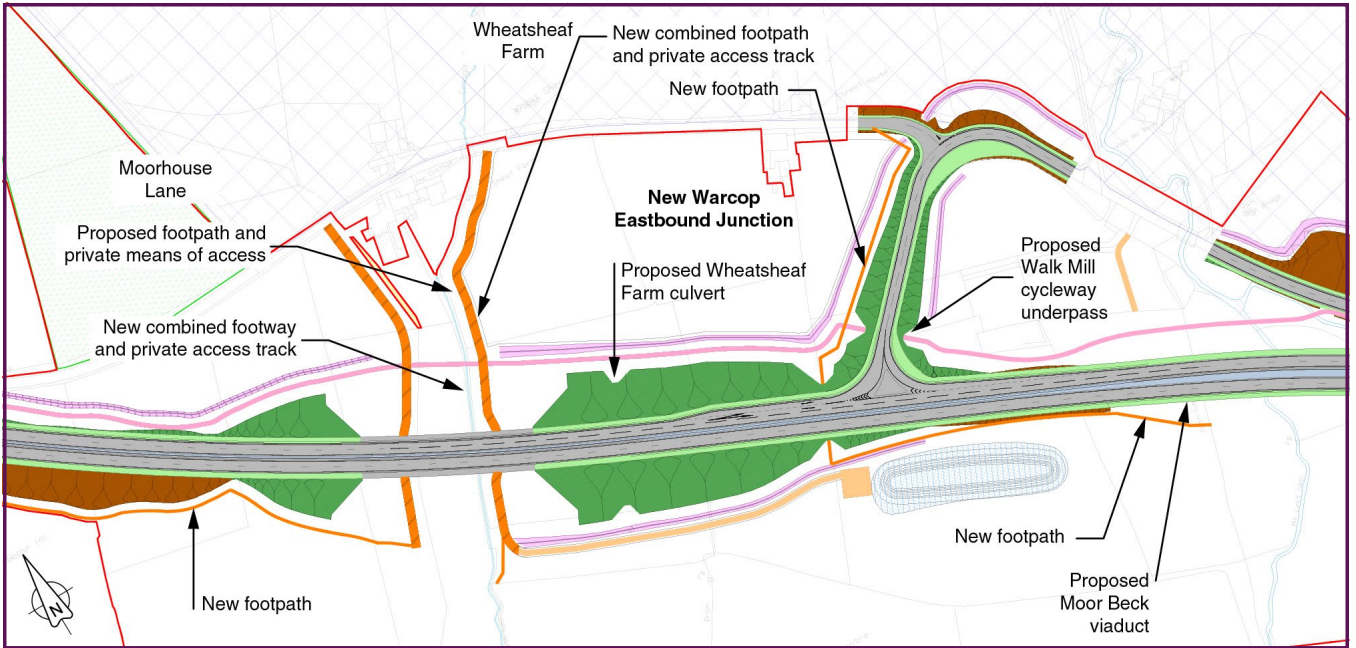 Wheatsheaf
Farm
New combined footpath
and private access track
New footpath
Moorhouse
Lane
New Warcop
Eastbound Junction
Proposed footpath and
private means of access
Proposed Wheatsheaf
Farm culvert
Proposed
Walk Mill
cycleway
underpass
New combined footway
and private access track
New footpath
New footpath
Proposed
Moor Beck
viaduct
N